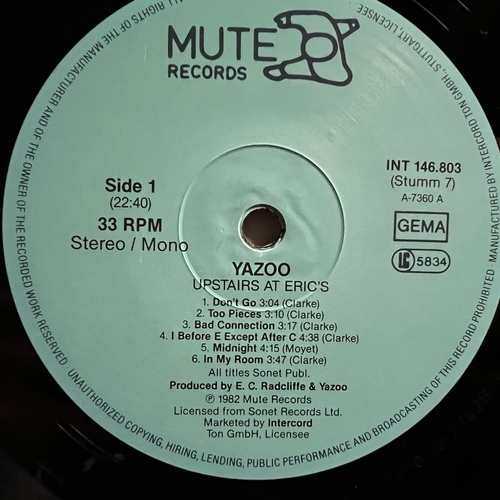 MUTE
RECORDS
Side 1
(22:40)
33 RPM
Stereo / Mono
INT 146.803
(Stumm 7)
A-7360 A
GEMA
LC 5834
YAZOO
UPSTAIRS AT ERIC'S
1. Don't Go 3:04 (Clarke)
2. Too Pieces 3:10 (Clarke)
3. Bad Connection 3:17 (Clarke)
4. I Before E Except After C 4:38 (Clarke)
5. Midnight 4:15 (Moyet)
6. In My Room 3:47 (Clarke)
All titles Sonet Publ.
Produced by E. C. Radcliffe & Yazoo
℗ 1982 Mute Records
Licensed from Sonet Records Ltd.
Marketed by Intercord
Ton GmbH, Licensee
OF THE MANUFACTURER AND OF THE OWNER OF THE RECORDED WORK RESERVED. UNAUTHORIZED COPYING, HIRING, LENDING, PUBLIC PERFORMANCE AND BROADCASTING OF THIS RECORD PROHIBITED. MANUFACTURED BY INTERCORD TON GMBH, STUTTGART, LICENSEE